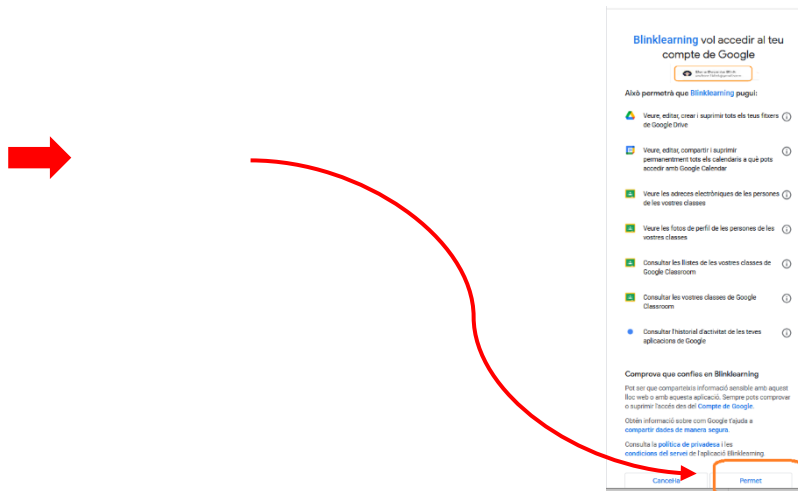 Blinklearning vol accedir al teu
compte de Google
Això permetrà que Blinklearning pugui:
Veure, editar, crear i suprimir tots els teus fitxers
de Google Drive
Veure, editar, compartir i suprimir
permanentment tots els calendaris a què pots
accedir amb Google Calendar
Veure les adreces electròniques de les persones
de les vostres classes
Veure les fotos de perfil de les persones de les
vostres classes
Consultar les llistes de les vostres classes de
Google Classroom
Consultar les vostres classes de Google
Classroom
Consultar l'historial d'activitat de les teves
aplicacions de Google
Comprova que confies en Blinklearning
Pot ser que comparteixis informació sensible amb aquest
lloc web o amb aquesta aplicació. Sempre pots comprovar
o suprimir l'accés des del Compte de Google.
Obtén informació sobre com Google t'ajuda a
compartir dades de manera segura.
Consulta la política de privadesa i les
condicions del servei de l'aplicació Blinklearning.
Cancel·la
Permet